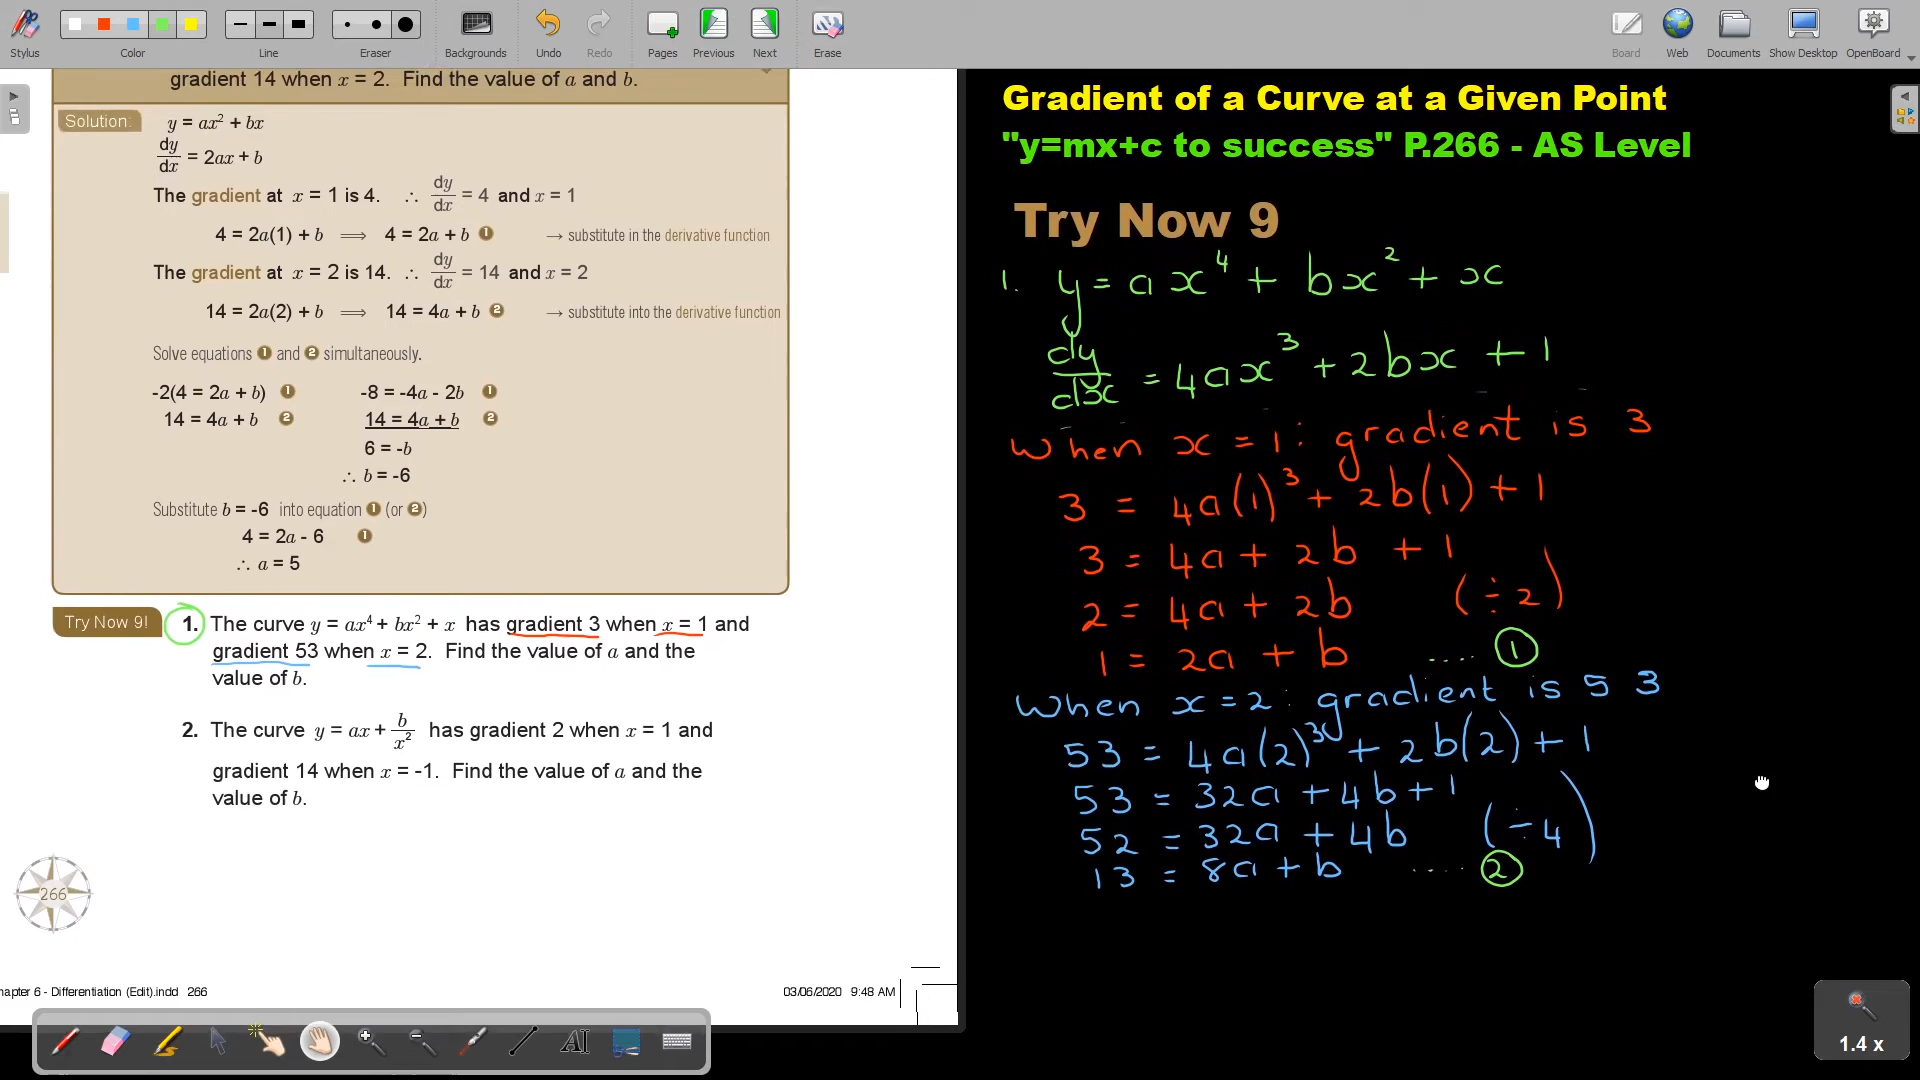 Stylus Color Line Eraser Backgrounds Undo Redo Pages Previous Next Erase Board Web Documents Show Desktop OpenBoard
gradient 14 when x = 2. Find the value of a and b.
Solution:
y = ax² + bx
dy/dx = 2ax + b
The gradient at x = 1 is 4. ∴ dy/dx = 4 and x = 1
4 = 2a(1) + b ⟹ 4 = 2a + b ❶ → substitute in the derivative function
The gradient at x = 2 is 14. ∴ dy/dx = 14 and x = 2
14 = 2a(2) + b ⟹ 14 = 4a + b ❷ → substitute into the derivative function
Solve equations ❶ and ❷ simultaneously.
-2(4 = 2a + b) ❶ -8 = -4a - 2b ❶
14 = 4a + b ❷ 14 = 4a + b ❷
6 = -b
∴ b = -6
Substitute b = -6 into equation ❶ (or ❷)
4 = 2a - 6 ❶
∴ a = 5
Try Now 9!
1. The curve y = ax⁴ + bx² + x has gradient 3 when x = 1 and
gradient 53 when x = 2. Find the value of a and the
value of b.
2. The curve y = ax + b/x² has gradient 2 when x = 1 and
gradient 14 when x = -1. Find the value of a and the
value of b.
266
hapter 6 - Differentiation (Edit).indd 266
03/06/2020 9:48 AM
Gradient of a Curve at a Given Point
"y=mx+c to success" P.266 - AS Level
Try Now 9
1. y = ax⁴ + bx² + x
dy/dx = 4ax³ + 2bx + 1
When x = 1 : gradient is 3
3 = 4a(1)³ + 2b(1) + 1
3 = 4a + 2b + 1
2 = 4a + 2b (÷2)
1 = 2a + b ..... ①
When x = 2 : gradient is 53
53 = 4a(2)³ + 2b(2) + 1
53 = 32a + 4b + 1
52 = 32a + 4b (÷4)
13 = 8a + b ..... ②
AI
1.4 x